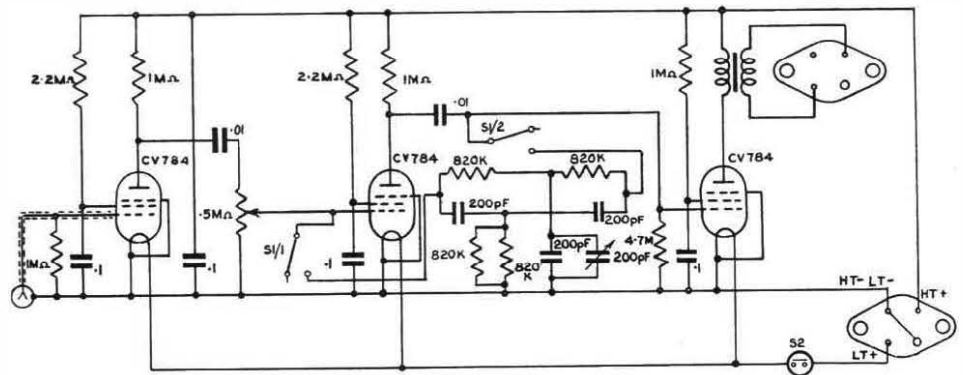 2·2MΩ
1MΩ
·01
CV784
·5MΩ
1MΩ
·1
·1
S1/1
2·2MΩ
1MΩ
·01
CV784
·1
S1/2
820K
820K
200pF
200pF
820K
820
K
200pF
200pF
4·7M
1MΩ
CV784
·1
HT- LT-
HT+
LT+
S2